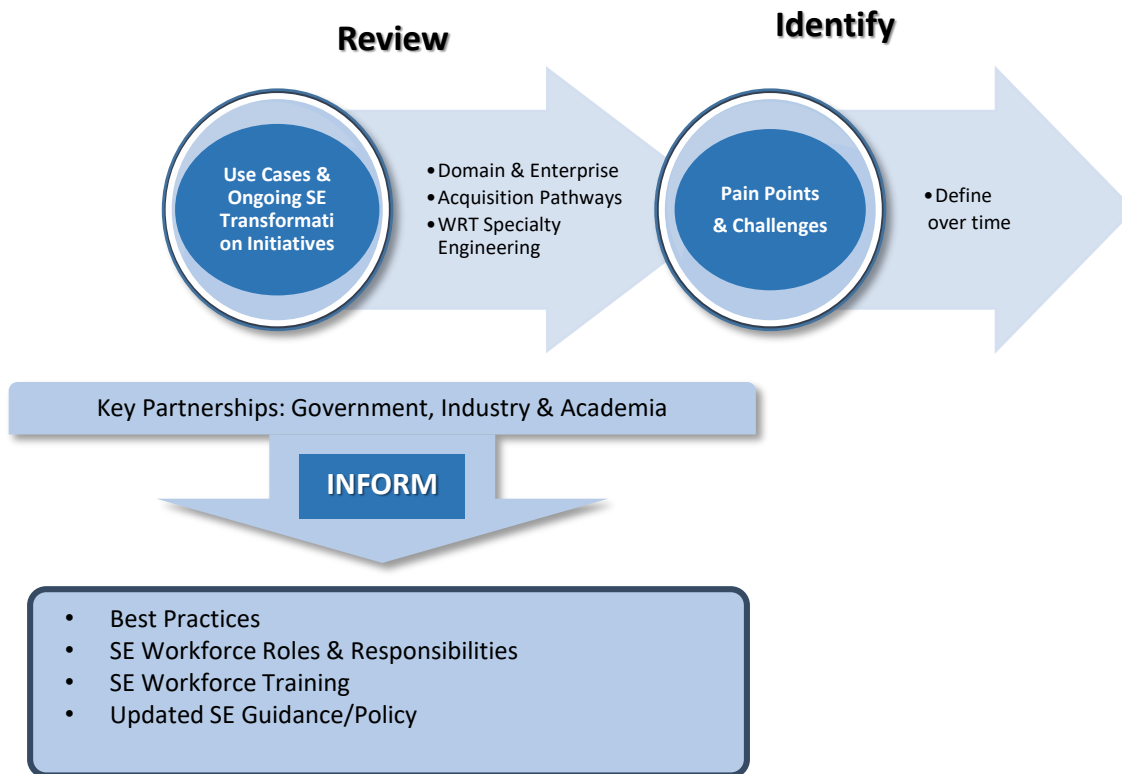 Review
Identify
Use Cases &
Ongoing SE
Transformati
on Initiatives
•Domain & Enterprise
•Acquisition Pathways
•WRT Specialty
Engineering
Pain Points
& Challenges
•Define
over time
Key Partnerships: Government, Industry & Academia
INFORM
• Best Practices
• SE Workforce Roles & Responsibilities
• SE Workforce Training
• Updated SE Guidance/Policy